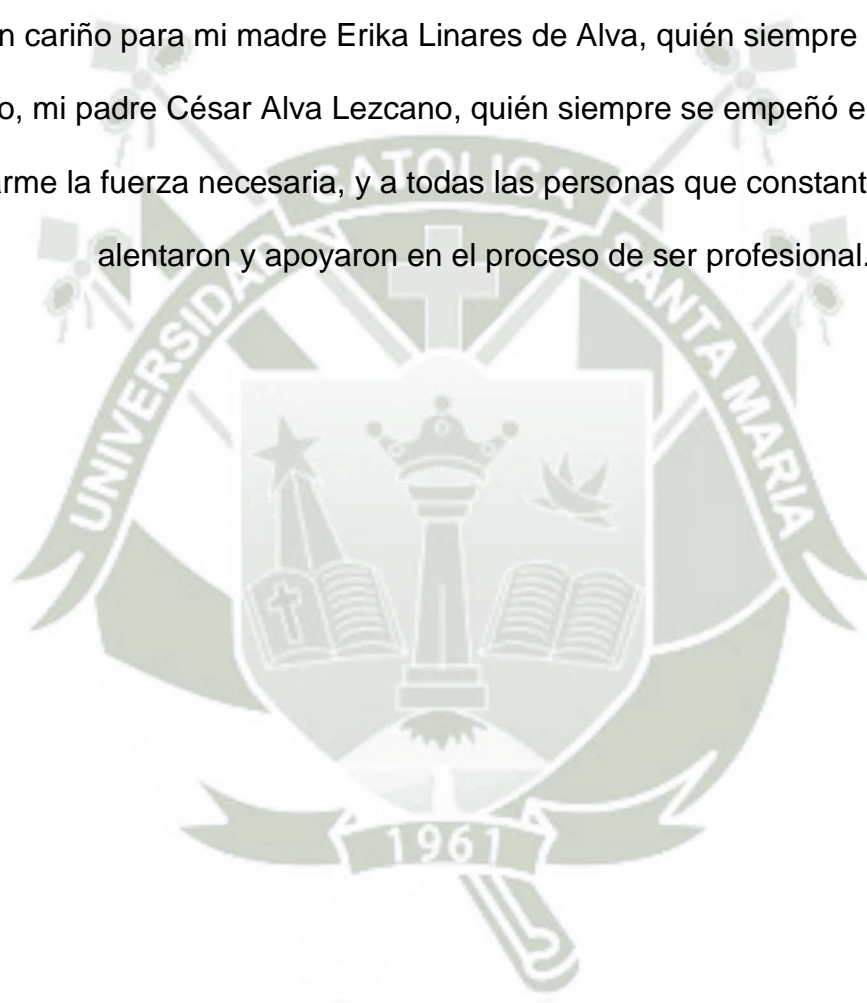 n cariño para mi madre Erika Linares de Alva, quién siempre
o, mi padre César Alva Lezcano, quién siempre se empeñó e
arme la fuerza necesaria, y a todas las personas que constant
alentaron y apoyaron en el proceso de ser profesional.
UNIVERSIDAD CATOLICA SANTA MARIA
1961